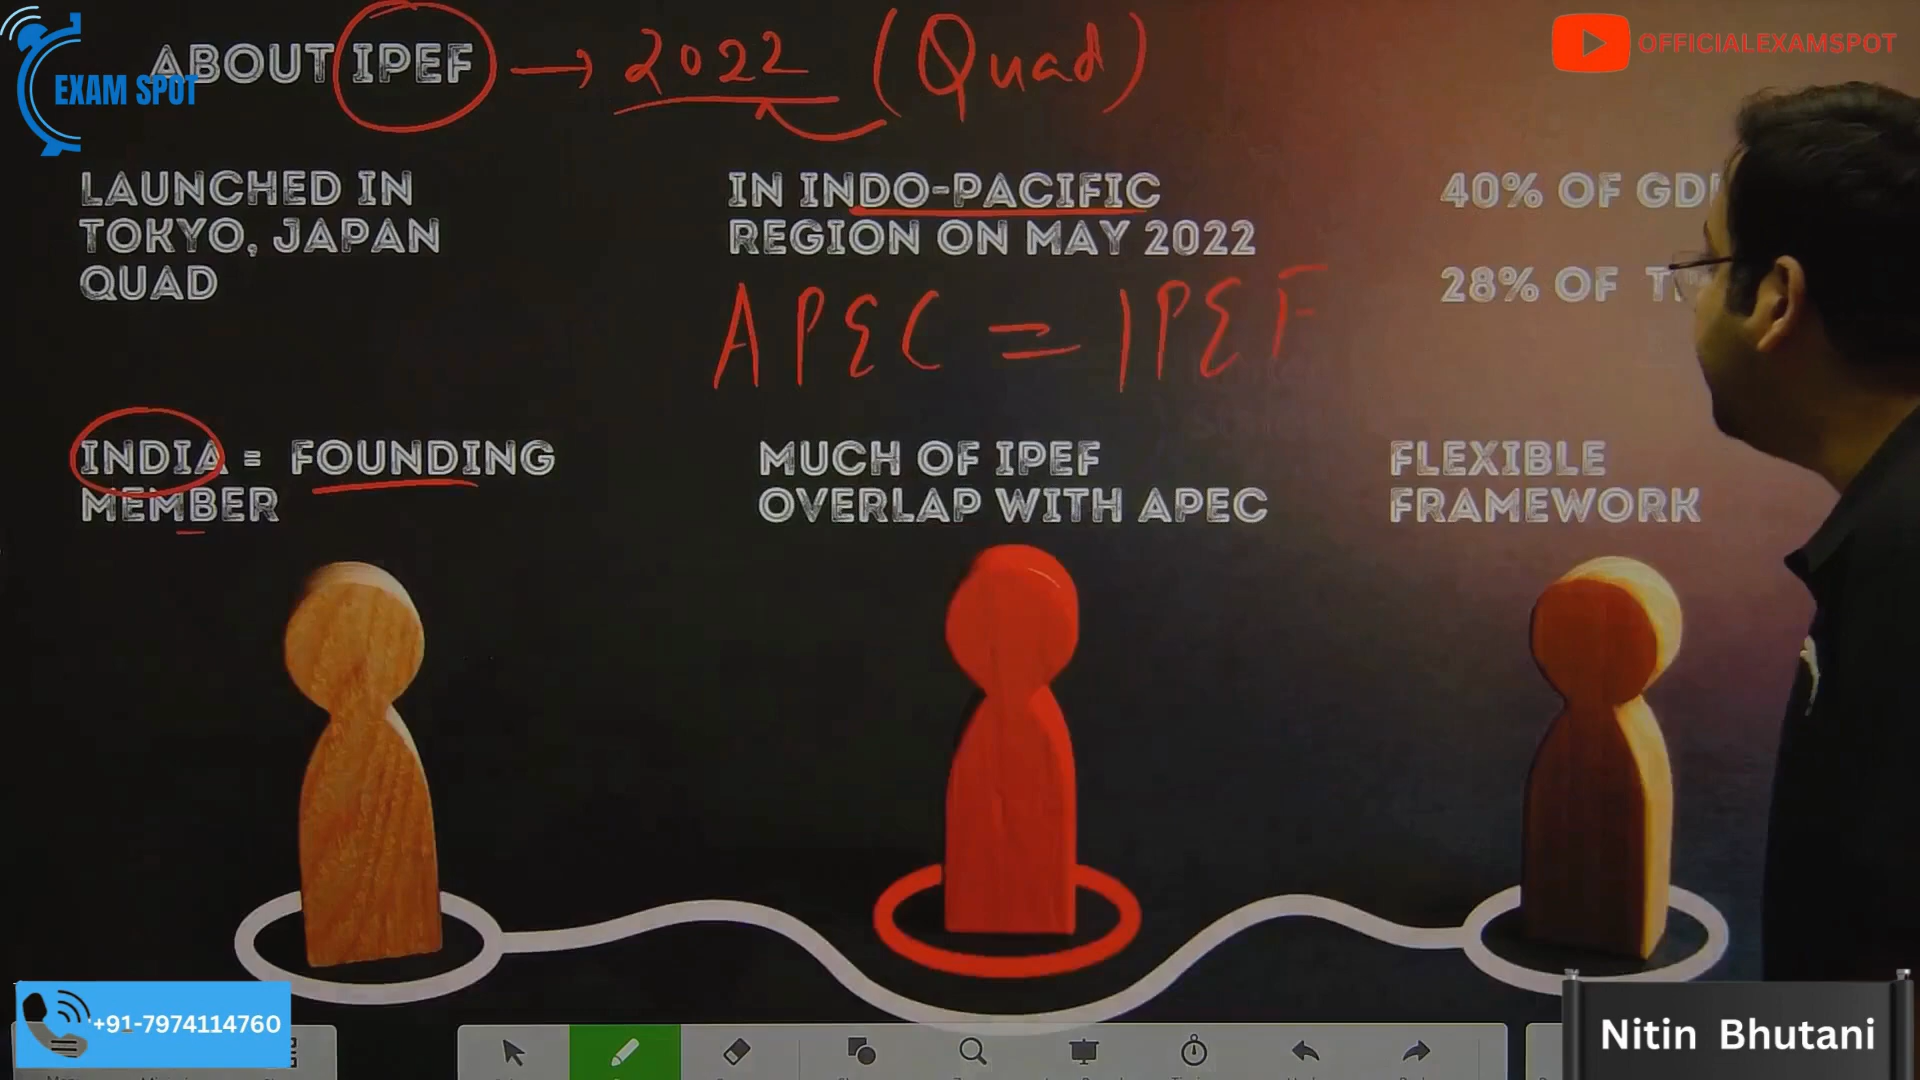 ABOUT IPEF → 2022 (Quad)
EXAM SPOT
OFFICIALEXAMSPOT
LAUNCHED IN
TOKYO, JAPAN
QUAD
IN INDO-PACIFIC
REGION ON MAY 2022
40% OF GD
28% OF
APEC = IPEF
INDIA = FOUNDING
MEMBER
MUCH OF IPEF
OVERLAP WITH APEC
FLEXIBLE
FRAMEWORK
+91-7974114760
Nitin Bhutani